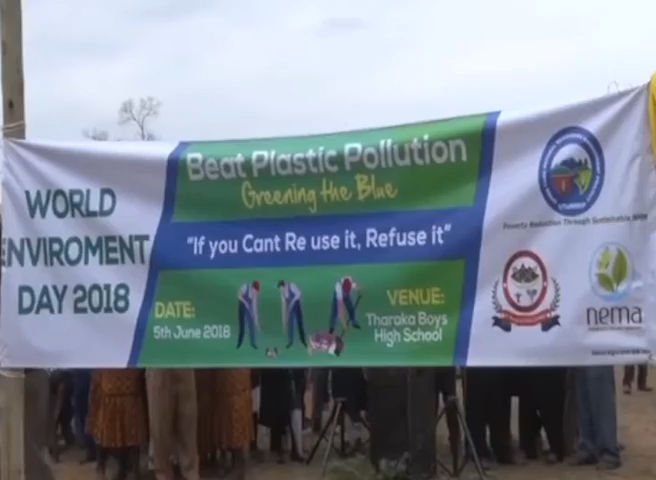 WORLD
ENVIROMENT
DAY 2018
Beat Plastic Pollution
Greening the Blue
"If you Cant Re use it, Refuse it"
DATE:
5th June 2018
VENUE:
Tharaka Boys
High School
Poverty Reduction Through Sustainable
nema